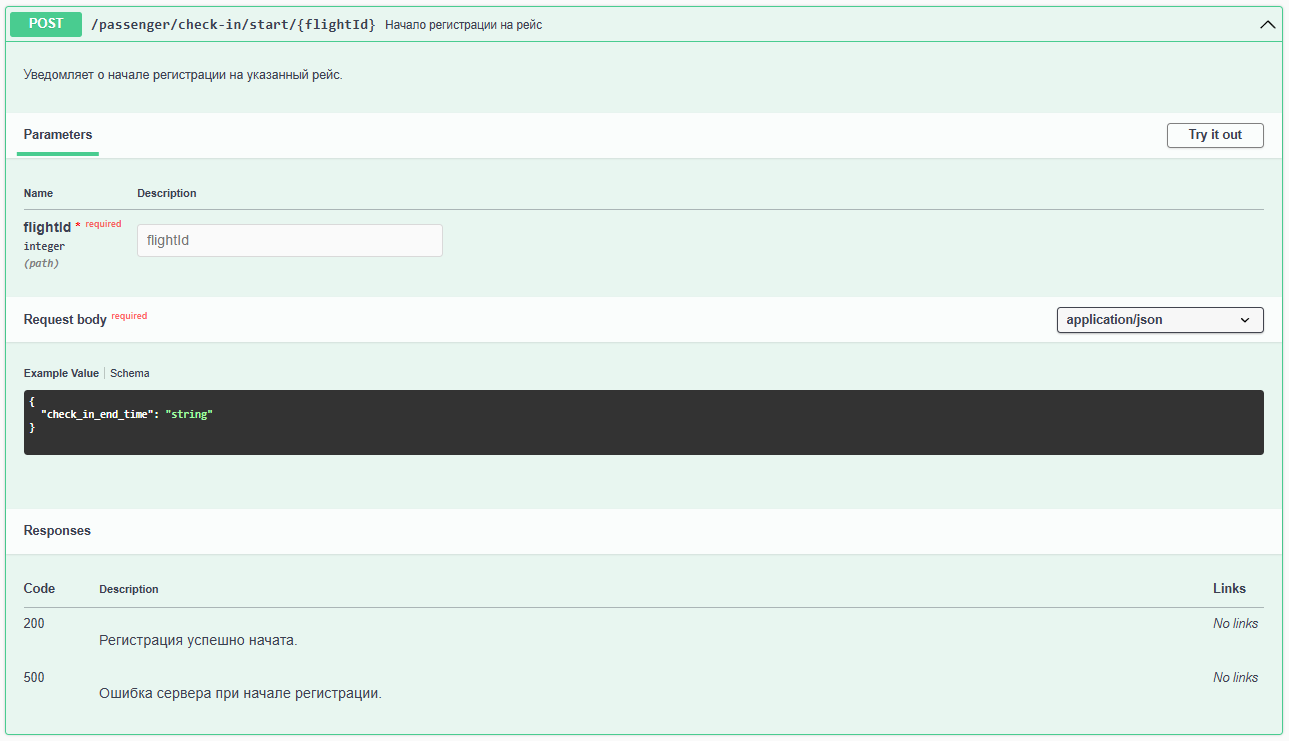 POST /passenger/check-in/start/{flightId} Начало регистрации на рейс
Уведомляет о начале регистрации на указанный рейс.
Parameters
Try it out
Name Description
flightId * required
integer
(path)
flightId
Request body required
application/json
Example Value Schema
{
"check_in_end_time": "string"
}
Responses
Code Description Links
200 No links
Регистрация успешно начата.
500 No links
Ошибка сервера при начале регистрации.